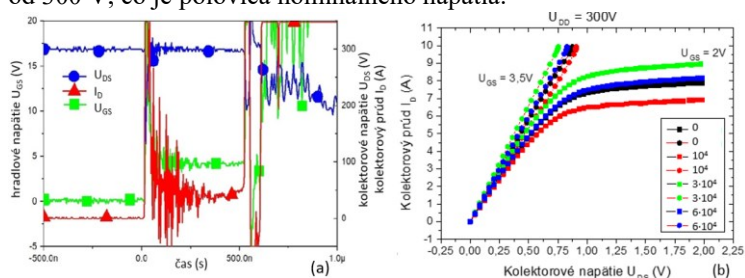 od 300 V, čo je polovica nominálneho napätia.
hradlové napätie U_GS (V)
20
15
10
5
0
-5
U_DS
I_D
U_GS
300
200
100
0
kolektorové napätie U_DS (V)
kolektorový prúd I_D (A)
-500.0n
0.0
500.0n
1.0µ
čas (s)
(a)
U_DD = 300V
Kolektorový prúd I_D (A)
10
9
8
7
6
5
4
3
2
1
0
-1
U_GS = 3,5V
U_GS = 2V
0
0
10⁴
10⁴
3·10⁴
3·10⁴
6·10⁴
6·10⁴
-0,25
0,00
0,25
0,50
0,75
1,00
1,25
1,50
1,75
2,00
2,25
Kolektorové napätie U_DS (V)
(b)